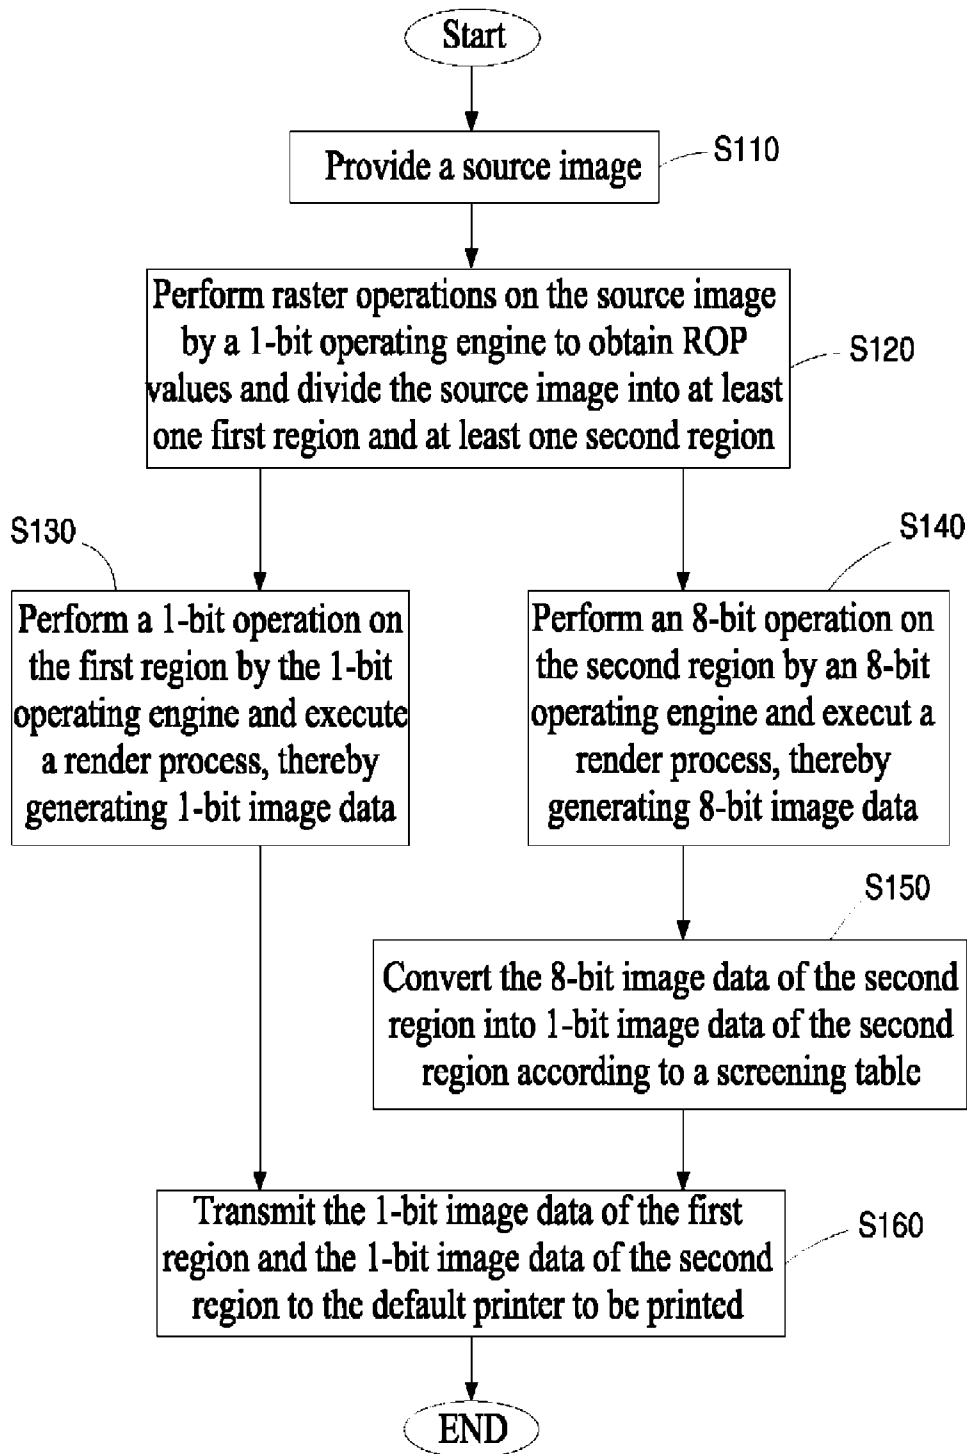 Start
Provide a source image
S110
Perform raster operations on the source image
by a 1-bit operating engine to obtain ROP
values and divide the source image into at least
one first region and at least one second region
S120
S130
Perform a 1-bit operation on
the first region by the 1-bit
operating engine and execute
a render process, thereby
generating 1-bit image data
S140
Perform an 8-bit operation on
the second region by an 8-bit
operating engine and execut a
render process, thereby
generating 8-bit image data
S150
Convert the 8-bit image data of the second
region into 1-bit image data of the second
region according to a screening table
Transmit the 1-bit image data of the first
region and the 1-bit image data of the second
region to the default printer to be printed
S160
END